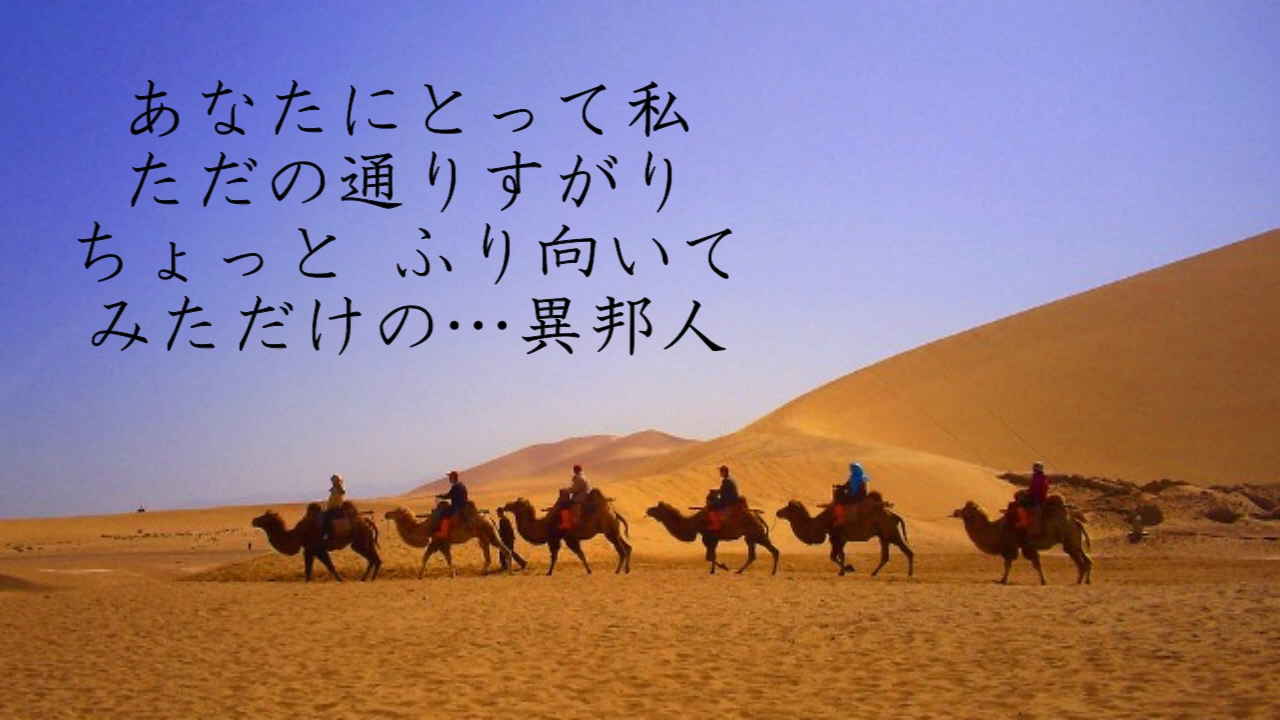 あなたにとって私
ただの通りすがり
ちょっと ふり向いて
みただけの…異邦人